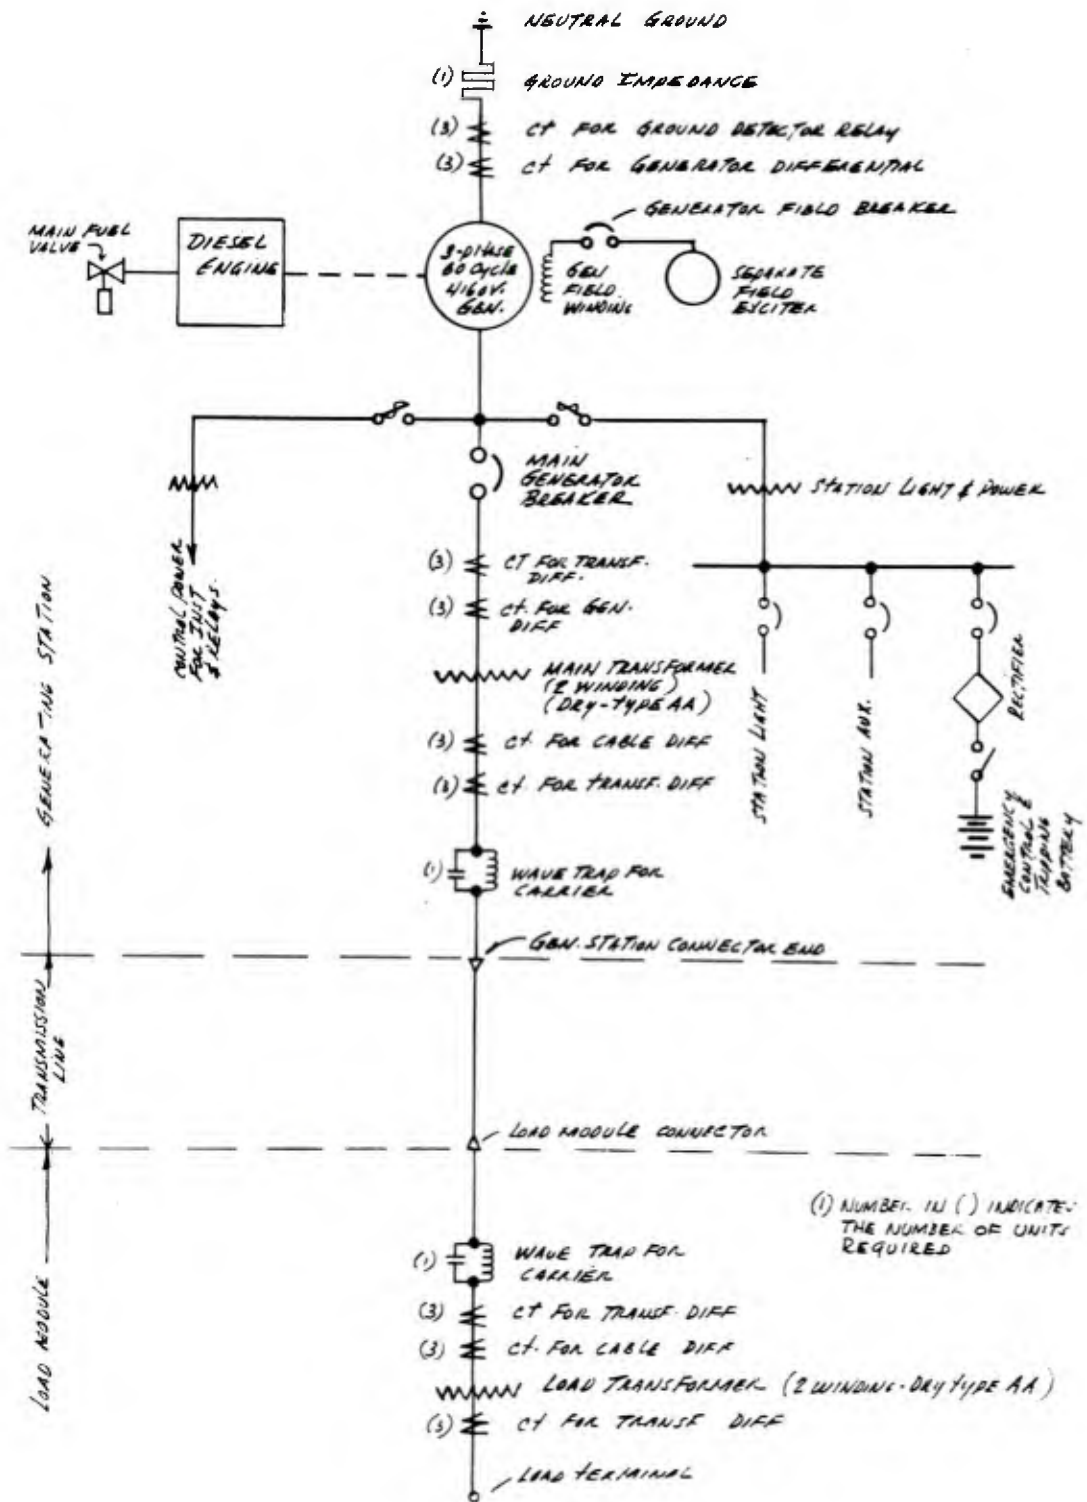 NEUTRAL GROUND
(1) GROUND IMPEDANCE
(3) Ct FOR GROUND DETECTOR RELAY
(3) Ct FOR GENERATOR DIFFERENTIAL
GENERATOR FIELD BREAKER
MAIN FUEL
VALVE
DIESEL
ENGINE
3-PHASE
60 CYCLE
4160V.
GEN.
GEN
FIELD
WINDING
SEPARATE
FIELD
EXCITER
MAIN
GENERATOR
BREAKER
STATION LIGHT & POWER
CONTROL POWER
FOR INST
& RELAYS.
(3) CT FOR TRANSF.
DIFF.
(3) Ct. FOR GEN.
DIFF
MAIN TRANSFORMER
(2 WINDING)
(DRY-TYPE AA)
(3) Ct. FOR CABLE DIFF
(3) Ct. FOR TRANSF. DIFF
STATION LIGHT
STATION AUX.
RECTIFIER
EMERGENCY
CONTROL &
TRIPPING
BATTERY
GENERATING STATION
(1) WAVE TRAP FOR
CARRIER
GEN. STATION CONNECTOR END
TRANSMISSION
LINE
LOAD MODULE CONNECTOR
(1) NUMBER IN ( ) INDICATES
THE NUMBER OF UNITS
REQUIRED
LOAD MODULE
(1) WAVE TRAP FOR
CARRIER
(3) Ct FOR TRANSF. DIFF
(3) Ct. FOR CABLE DIFF
LOAD TRANSFORMER (2 WINDING-DRY TYPE AA)
(3) Ct FOR TRANSF DIFF
LOAD TERMINAL